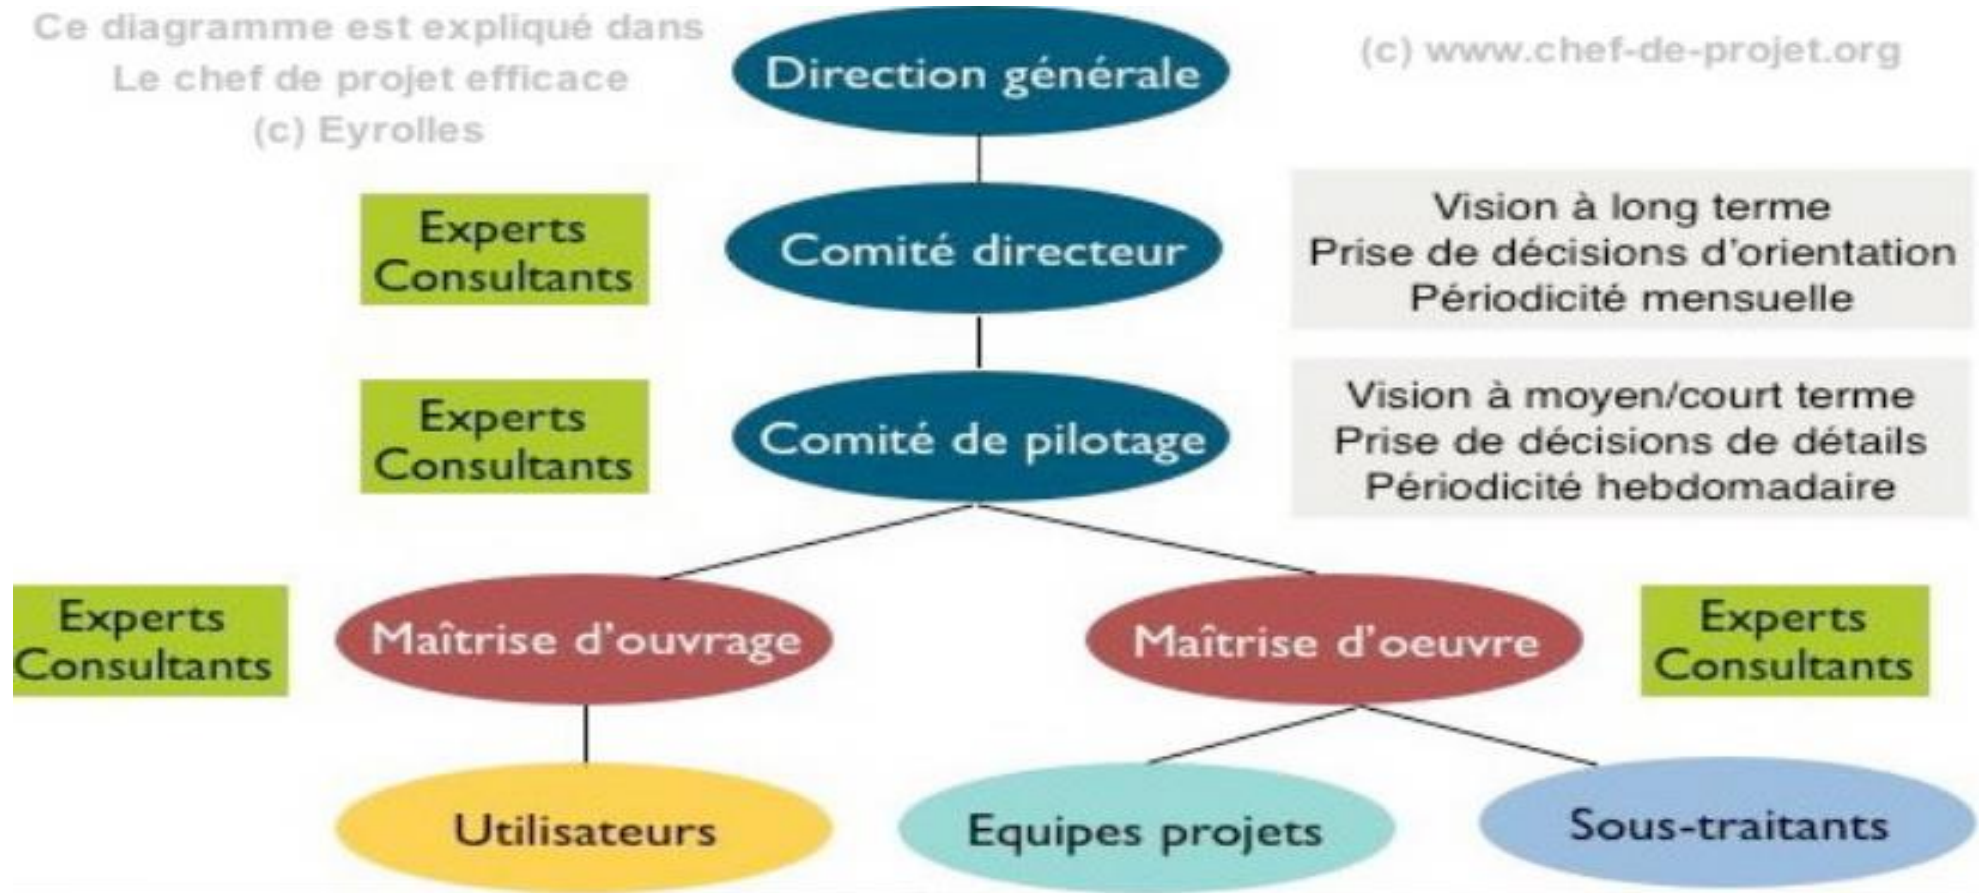 Ce diagramme est expliqué dans
Le chef de projet efficace
(c) Eyrolles
(c) www.chef-de-projet.org
Direction générale
Experts
Consultants
Comité directeur
Vision à long terme
Prise de décisions d'orientation
Périodicité mensuelle
Experts
Consultants
Comité de pilotage
Vision à moyen/court terme
Prise de décisions de détails
Périodicité hebdomadaire
Experts
Consultants
Maîtrise d'ouvrage
Maîtrise d'oeuvre
Experts
Consultants
Utilisateurs
Equipes projets
Sous-traitants